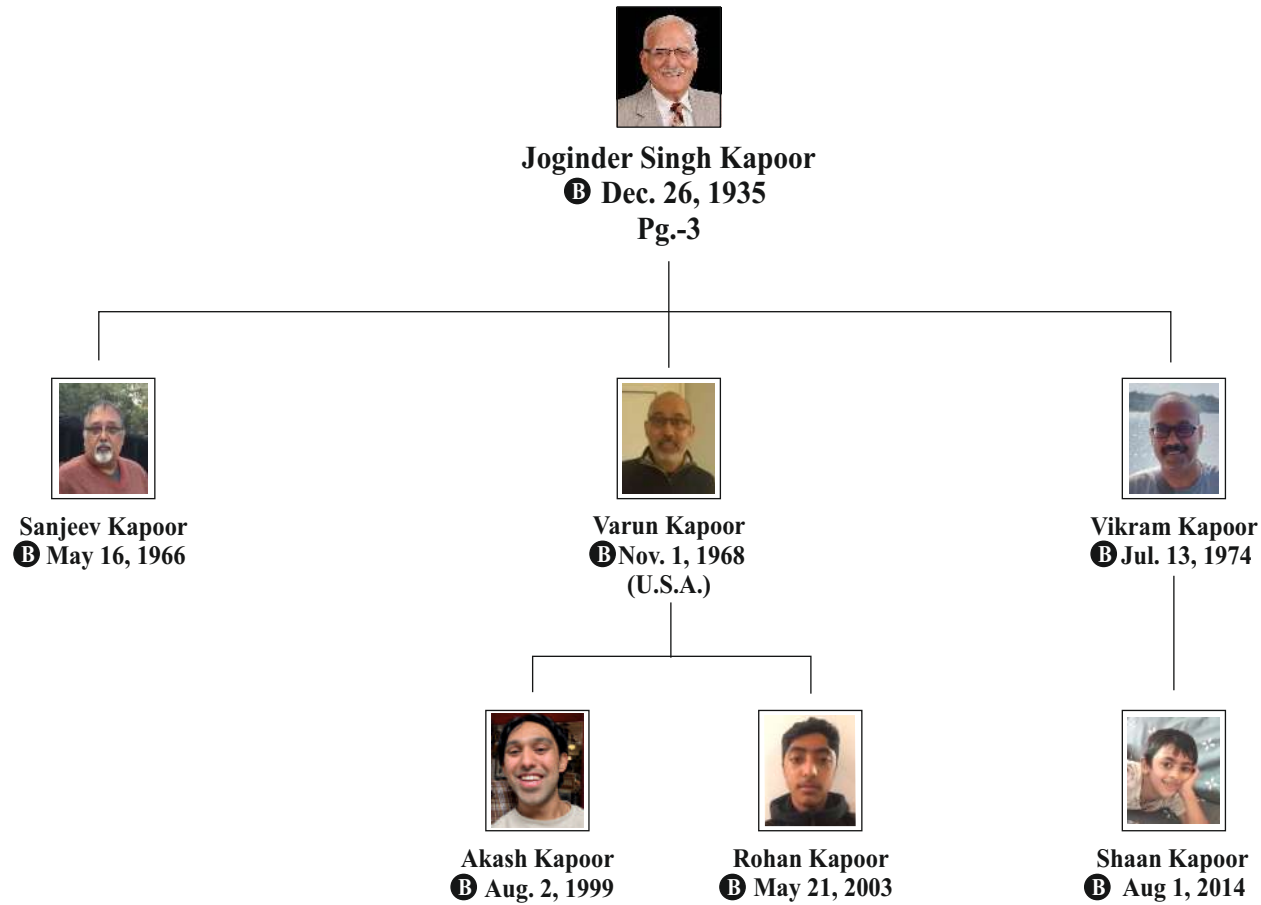 Joginder Singh Kapoor
B Dec. 26, 1935
Pg.-3
Sanjeev Kapoor
B May 16, 1966
Varun Kapoor
B Nov. 1, 1968
(U.S.A.)
Vikram Kapoor
B Jul. 13, 1974
Akash Kapoor
B Aug. 2, 1999
Rohan Kapoor
B May 21, 2003
Shaan Kapoor
B Aug 1, 2014